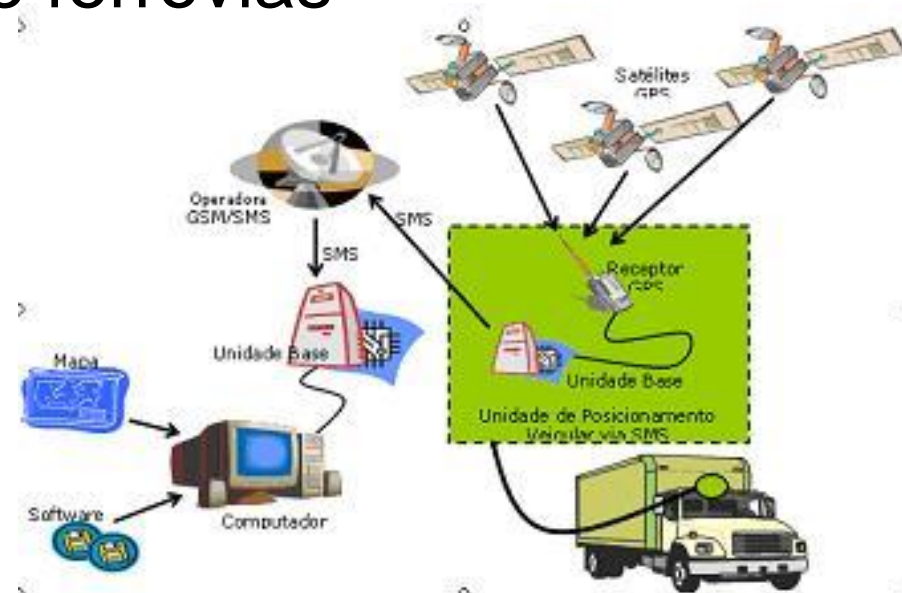 ferrovias
Satélites
GPS
Operadora
GSM/SMS
SMS
SMS
Receptor
GPS
Unidade Base
Unidade Base
Mapa
Unidade de Posicionamento
Veicular via SMS
Software
Computador